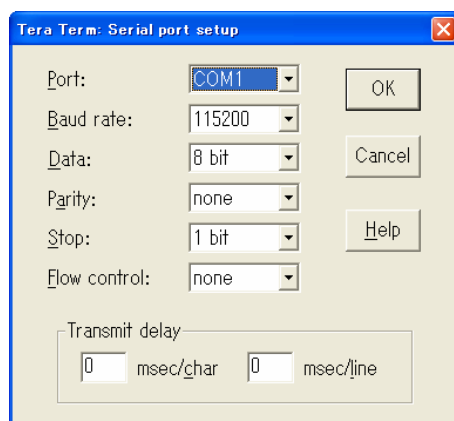 Tera Term: Serial port setup
Port: COM1
OK
Baud rate: 115200
Data: 8 bit
Cancel
Parity: none
Stop: 1 bit
Help
Flow control: none
Transmit delay
0 msec/char 0 msec/line